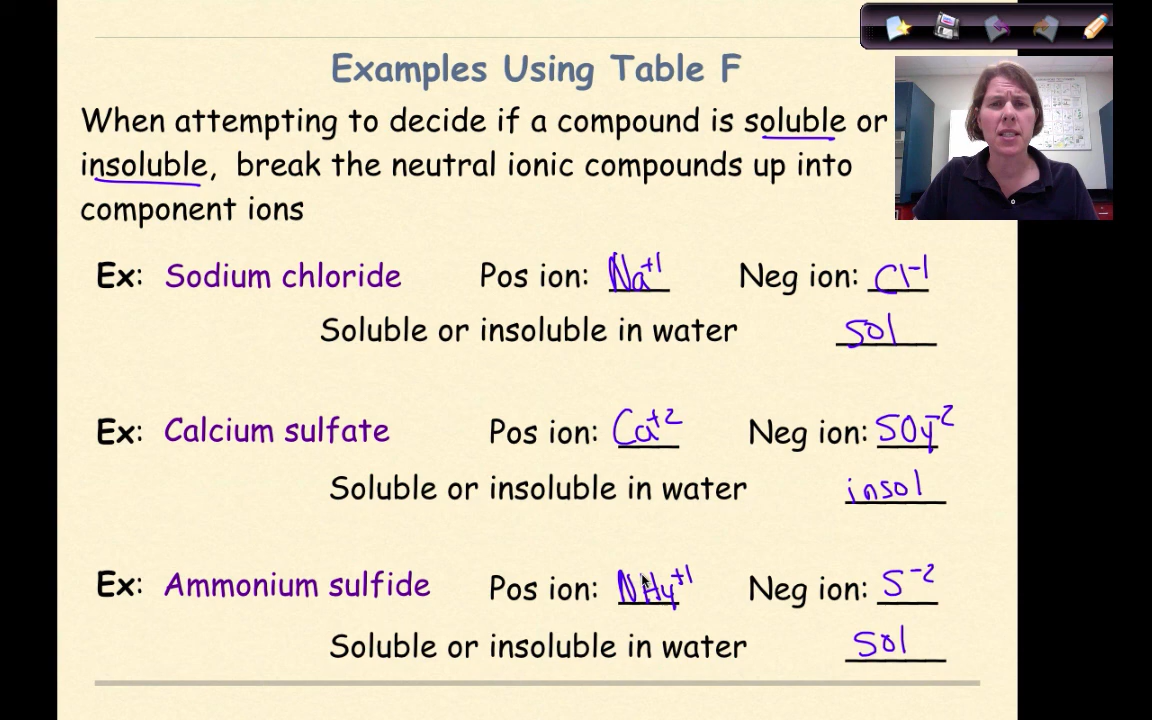 Examples Using Table F
When attempting to decide if a compound is soluble or
insoluble, break the neutral ionic compounds up into
component ions
Ex: Sodium chloride Pos ion: Na+1 Neg ion: Cl-1
Soluble or insoluble in water sol
Ex: Calcium sulfate Pos ion: Ca+2 Neg ion: SO4-2
Soluble or insoluble in water insol
Ex: Ammonium sulfide Pos ion: NH4+1 Neg ion: S-2
Soluble or insoluble in water sol